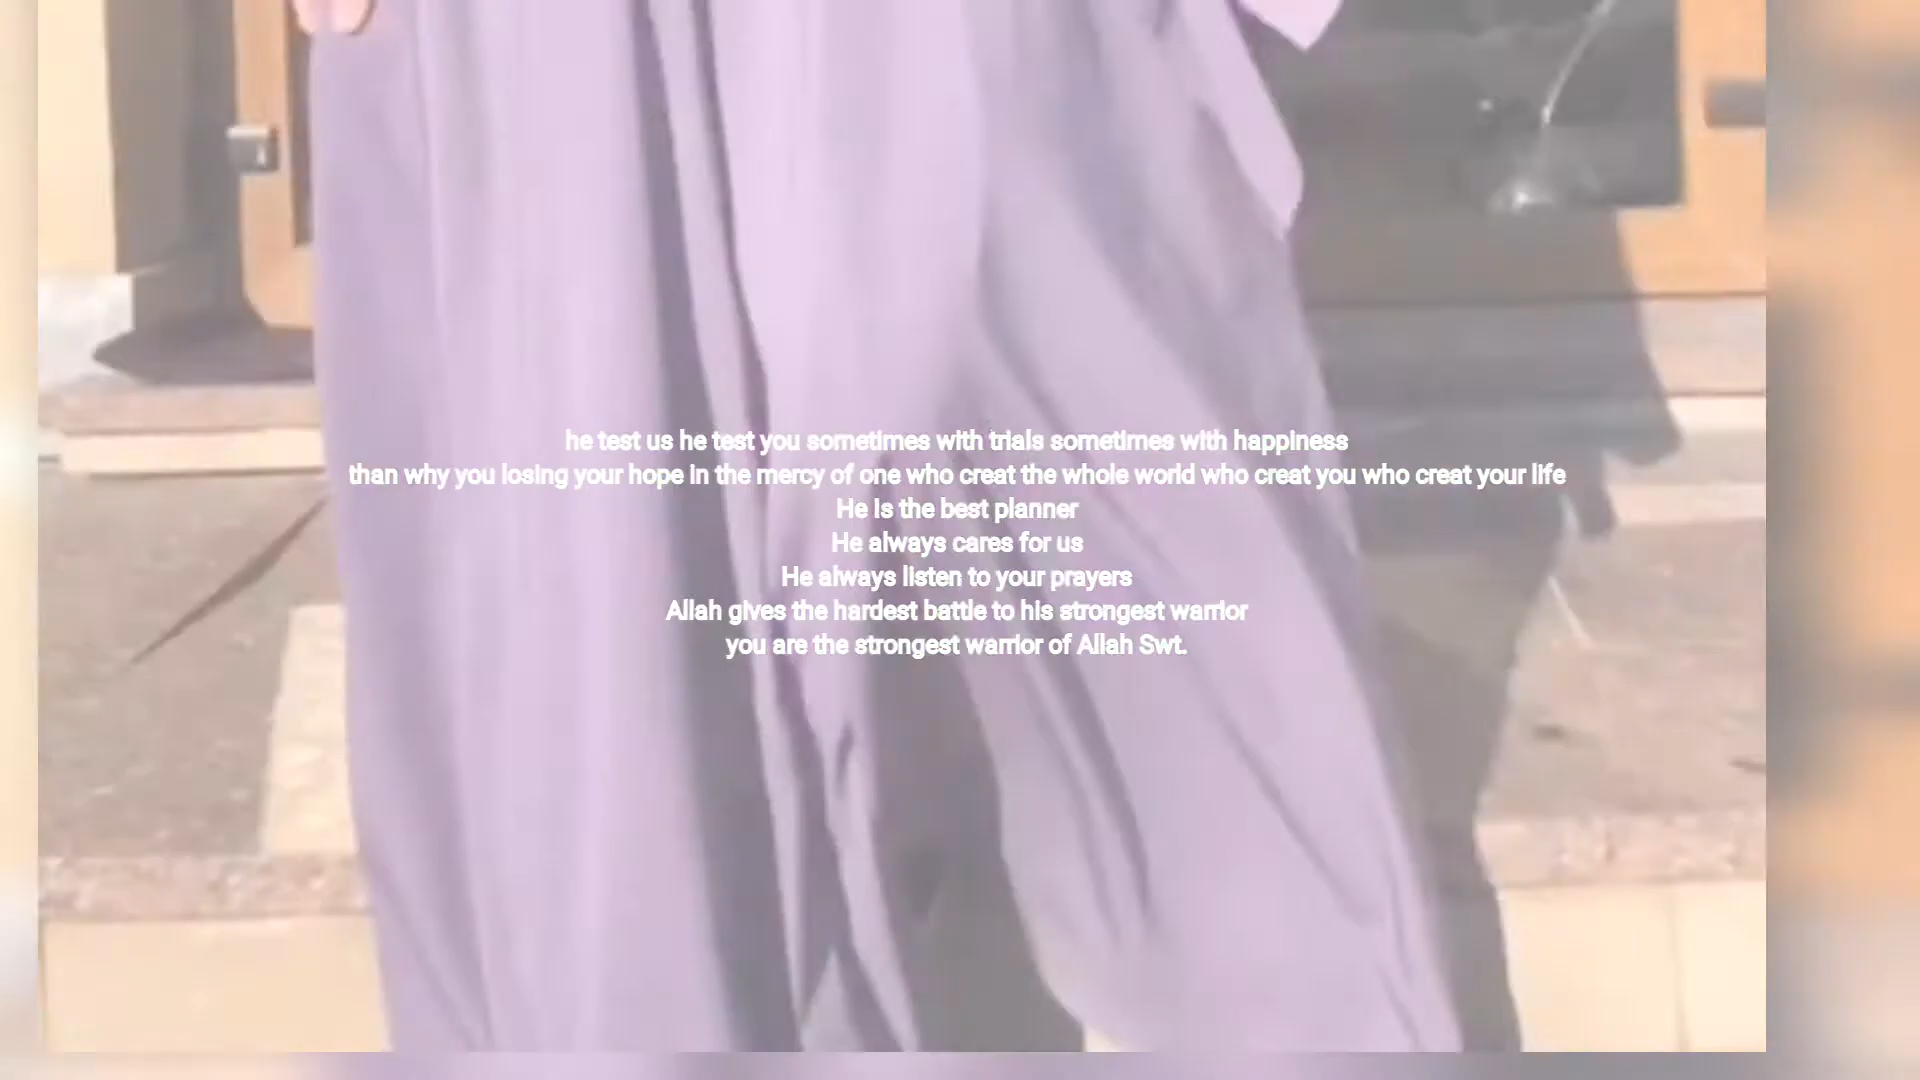 he test us he test you sometimes with trials sometimes with happiness
than why you losing your hope in the mercy of one who creat the whole world who creat you who creat your life
He is the best planner
He always cares for us
He always listen to your prayers
Allah gives the hardest battle to his strongest warrior
you are the strongest warrior of Allah Swt.